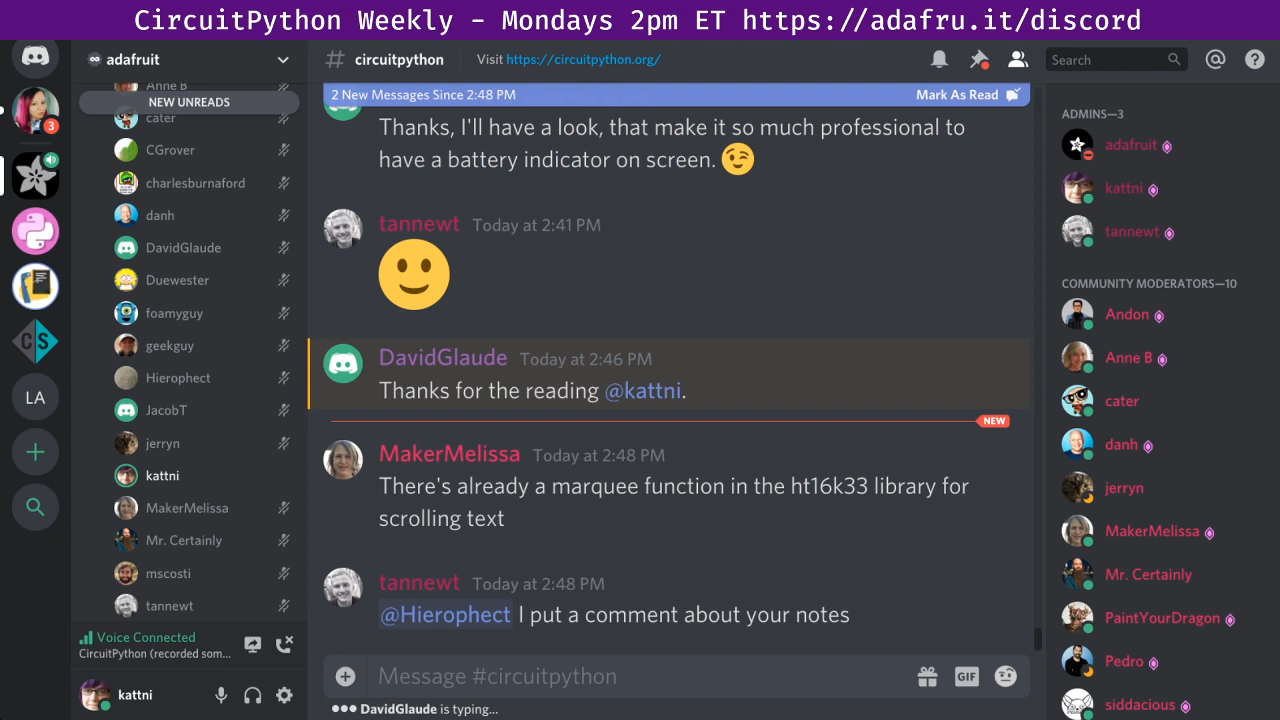 CircuitPython Weekly - Mondays 2pm ET https://adafru.it/discord
adafruit
# circuitpython
Visit https://circuitpython.org/
Search
3
Anne B
NEW UNREADS
cater
CGrover
charlesburnaford
danh
DavidGlaude
Duewester
foamyguy
geekguy
Hierophect
JacobT
jerryn
kattni
MakerMelissa
Mr. Certainly
mscosti
tannewt
CS
LA
Voice Connected
CircuitPython (recorded som...
kattni
2 New Messages Since 2:48 PM
Mark As Read
Thanks, I'll have a look, that make it so much professional to
have a battery indicator on screen. 😉
tannewt Today at 2:41 PM
🙂
DavidGlaude Today at 2:46 PM
Thanks for the reading @kattni.
NEW
MakerMelissa Today at 2:48 PM
There's already a marquee function in the ht16k33 library for
scrolling text
tannewt Today at 2:48 PM
@Hierophect I put a comment about your notes
Message #circuitpython
GIF
DavidGlaude is typing...
ADMINS—3
adafruit
kattni
tannewt
COMMUNITY MODERATORS—10
Andon
Anne B
cater
danh
jerryn
MakerMelissa
Mr. Certainly
PaintYourDragon
Pedro
siddacious